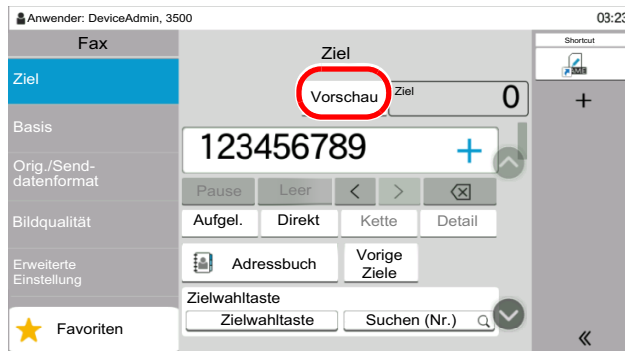 Anwender: DeviceAdmin, 3500
03:23
Fax
Ziel
Shortcut
Ziel
Vorschau
Ziel
0
Basis
123456789
+
+
Orig./Send-
datenformat
Pause
Leer
<
>
Aufgel.
Direkt
Kette
Detail
Bildqualität
Adressbuch
Vorige
Ziele
Erweiterte
Einstellung
Zielwahltaste
Zielwahltaste
Suchen (Nr.)
Favoriten
«